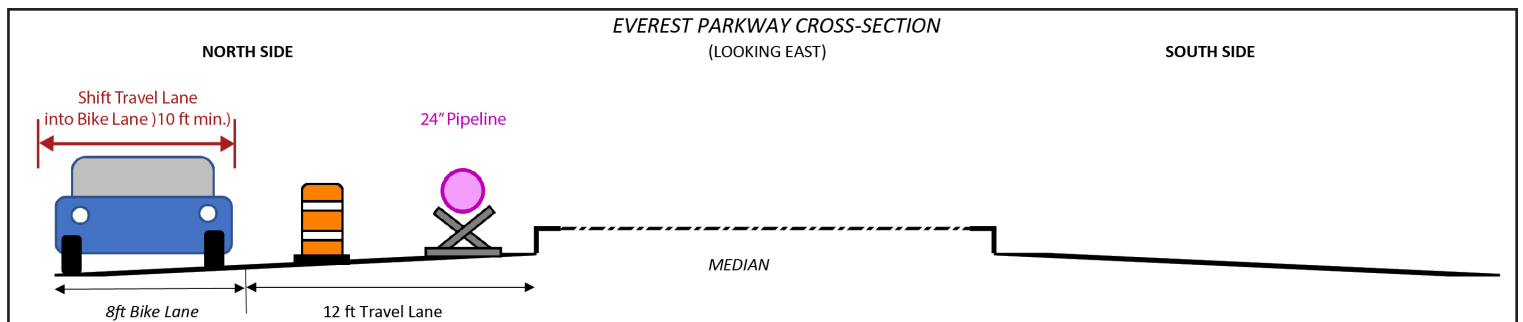 EVEREST PARKWAY CROSS-SECTION
NORTH SIDE
(LOOKING EAST)
SOUTH SIDE
Shift Travel Lane
into Bike Lane )10 ft min.)
24” Pipeline
MEDIAN
8ft Bike Lane
12 ft Travel Lane